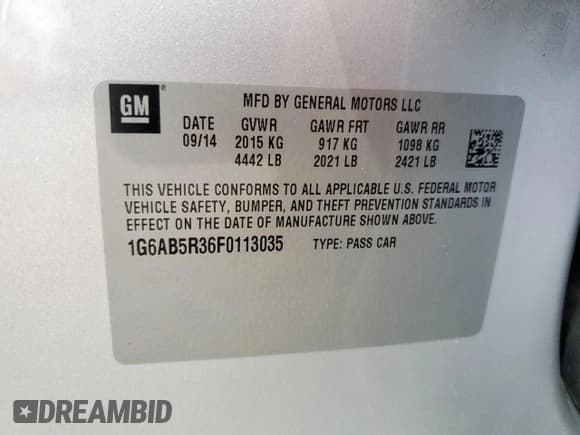 GM
MFD BY GENERAL MOTORS LLC
DATE GVWR GAWR FRT GAWR RR
09/14 2015 KG 917 KG 1098 KG
4442 LB 2021 LB 2421 LB
THIS VEHICLE CONFORMS TO ALL APPLICABLE U.S. FEDERAL MOTOR
VEHICLE SAFETY, BUMPER, AND THEFT PREVENTION STANDARDS IN
EFFECT ON THE DATE OF MANUFACTURE SHOWN ABOVE.
1G6AB5R36F0113035 TYPE: PASS CAR
DREAMBID